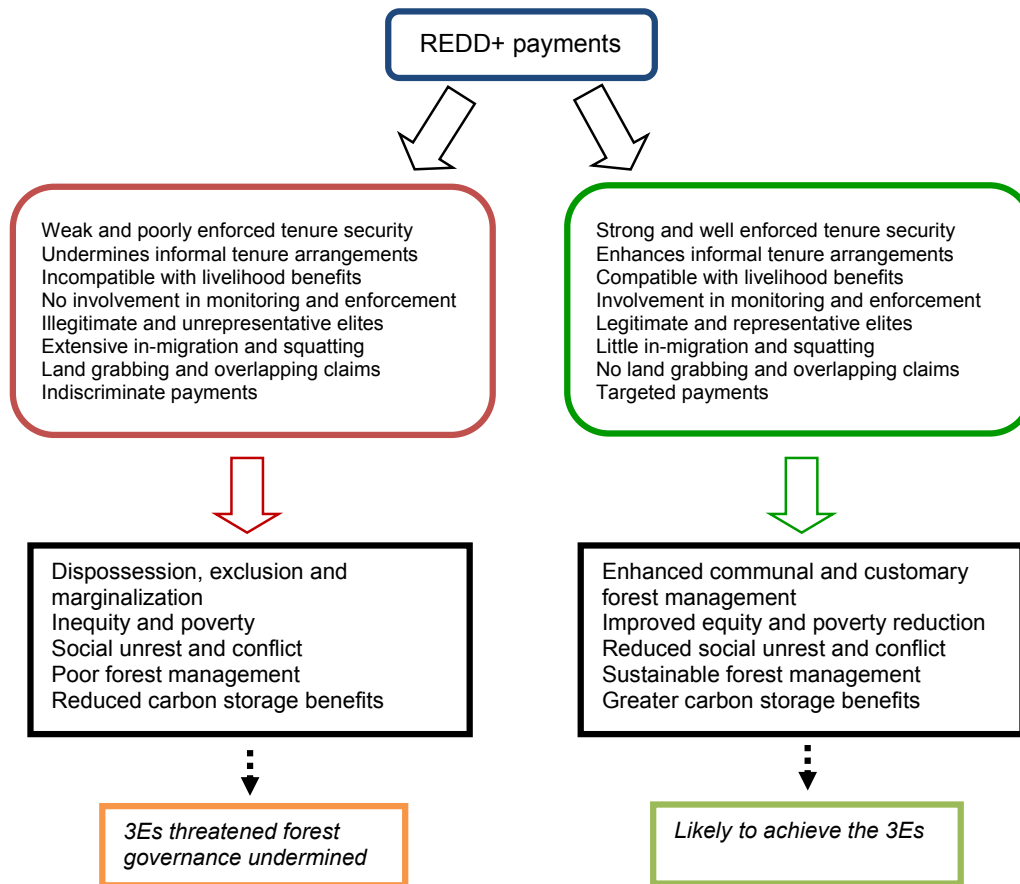 REDD+ payments
Weak and poorly enforced tenure security
Undermines informal tenure arrangements
Incompatible with livelihood benefits
No involvement in monitoring and enforcement
Illegitimate and unrepresentative elites
Extensive in-migration and squatting
Land grabbing and overlapping claims
Indiscriminate payments
Strong and well enforced tenure security
Enhances informal tenure arrangements
Compatible with livelihood benefits
Involvement in monitoring and enforcement
Legitimate and representative elites
Little in-migration and squatting
No land grabbing and overlapping claims
Targeted payments
Dispossession, exclusion and
marginalization
Inequity and poverty
Social unrest and conflict
Poor forest management
Reduced carbon storage benefits
Enhanced communal and customary
forest management
Improved equity and poverty reduction
Reduced social unrest and conflict
Sustainable forest management
Greater carbon storage benefits
3Es threatened forest
governance undermined
Likely to achieve the 3Es